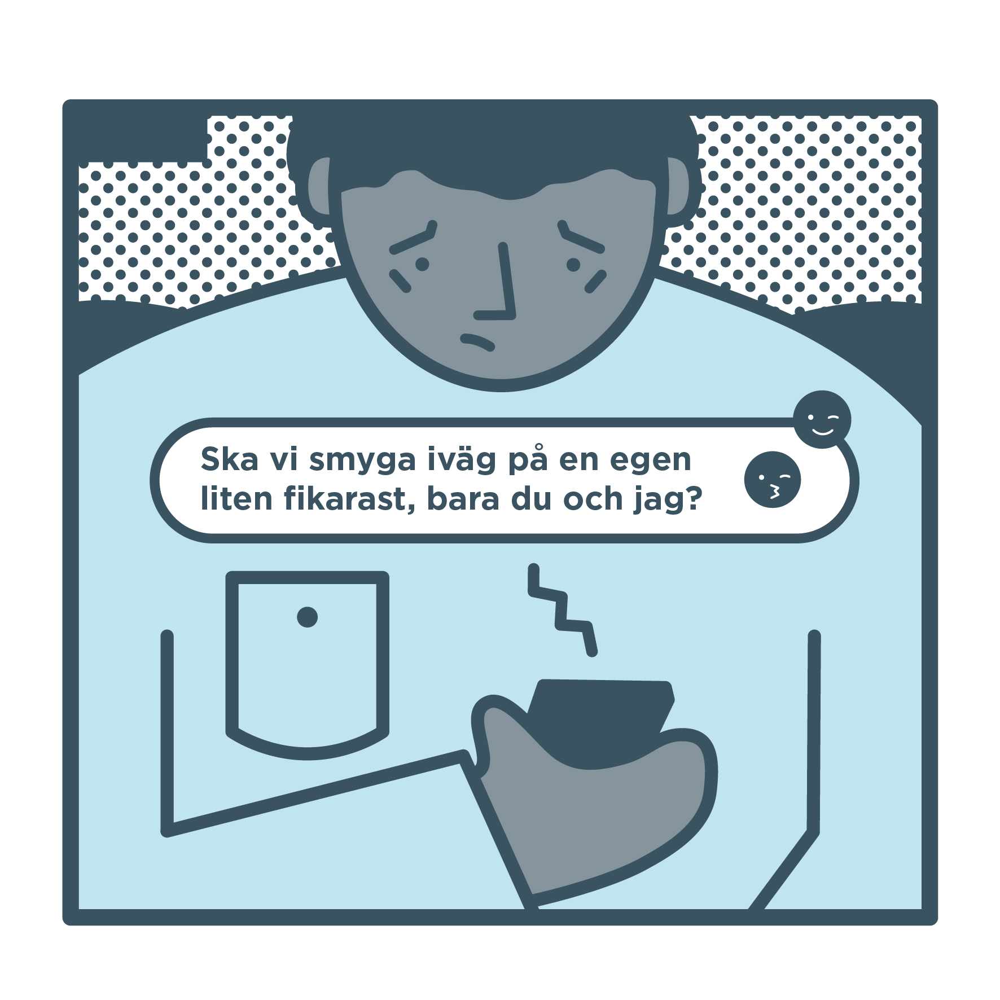 Ska vi smyga iväg på en egen
liten fikarast, bara du och jag?